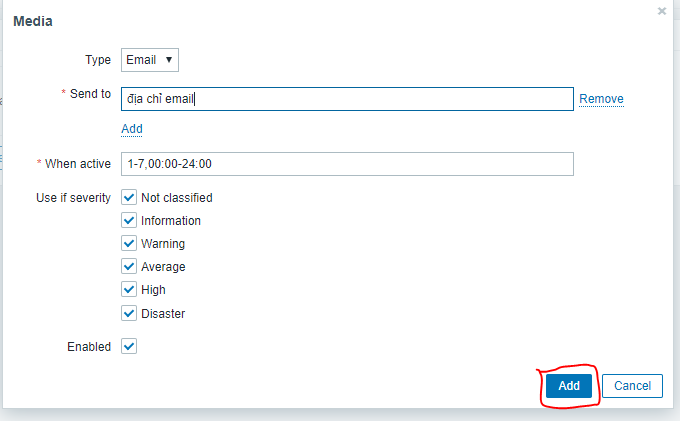 Media
Type Email
* Send to địa chỉ email Remove
Add
* When active 1-7,00:00-24:00
Use if severity Not classified
Information
Warning
Average
High
Disaster
Enabled
Add Cancel